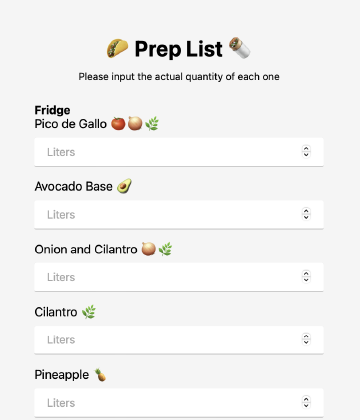 🌮 Prep List 🌯
Please input the actual quantity of each one
Fridge
Pico de Gallo 🍅🧅🌿
Liters
Avocado Base 🥑
Liters
Onion and Cilantro 🧅🌿
Liters
Cilantro 🌿
Liters
Pineapple 🍍
Liters